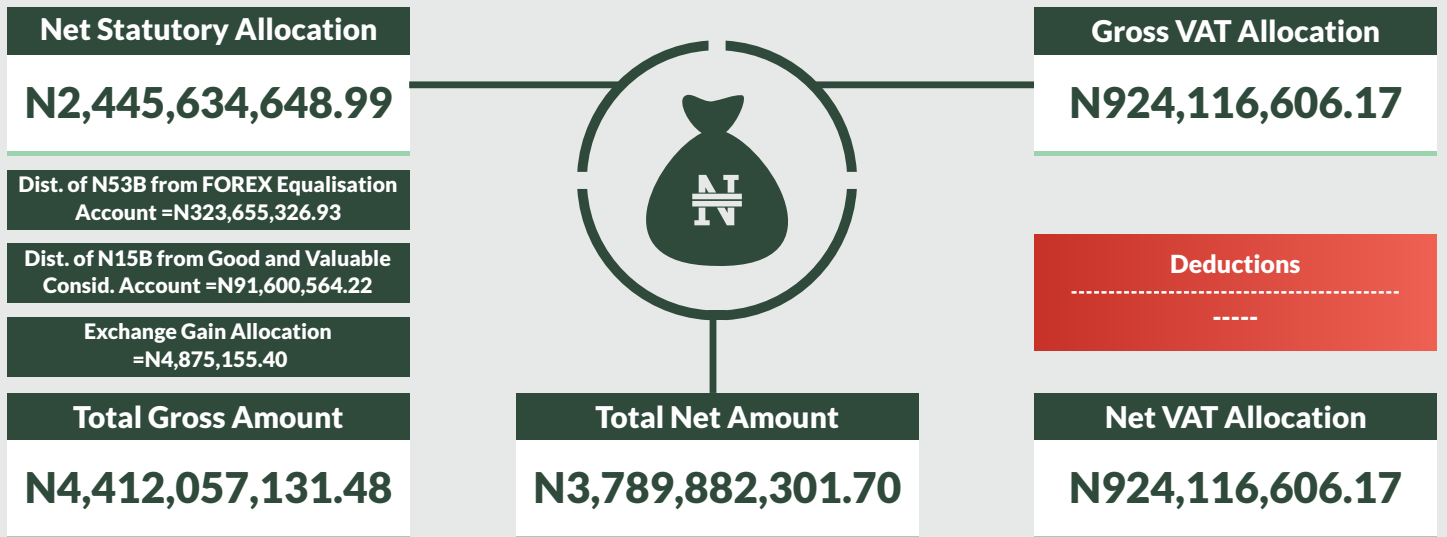 Net Statutory Allocation
N2,445,634,648.99
Dist. of N53B from FOREX Equalisation
Account =N323,655,326.93
Dist. of N15B from Good and Valuable
Consid. Account =N91,600,564.22
Exchange Gain Allocation
=N4,875,155.40
Total Gross Amount
N4,412,057,131.48
₦
Total Net Amount
N3,789,882,301.70
Gross VAT Allocation
N924,116,606.17
Deductions
--------------------------------------------
-----
Net VAT Allocation
N924,116,606.17